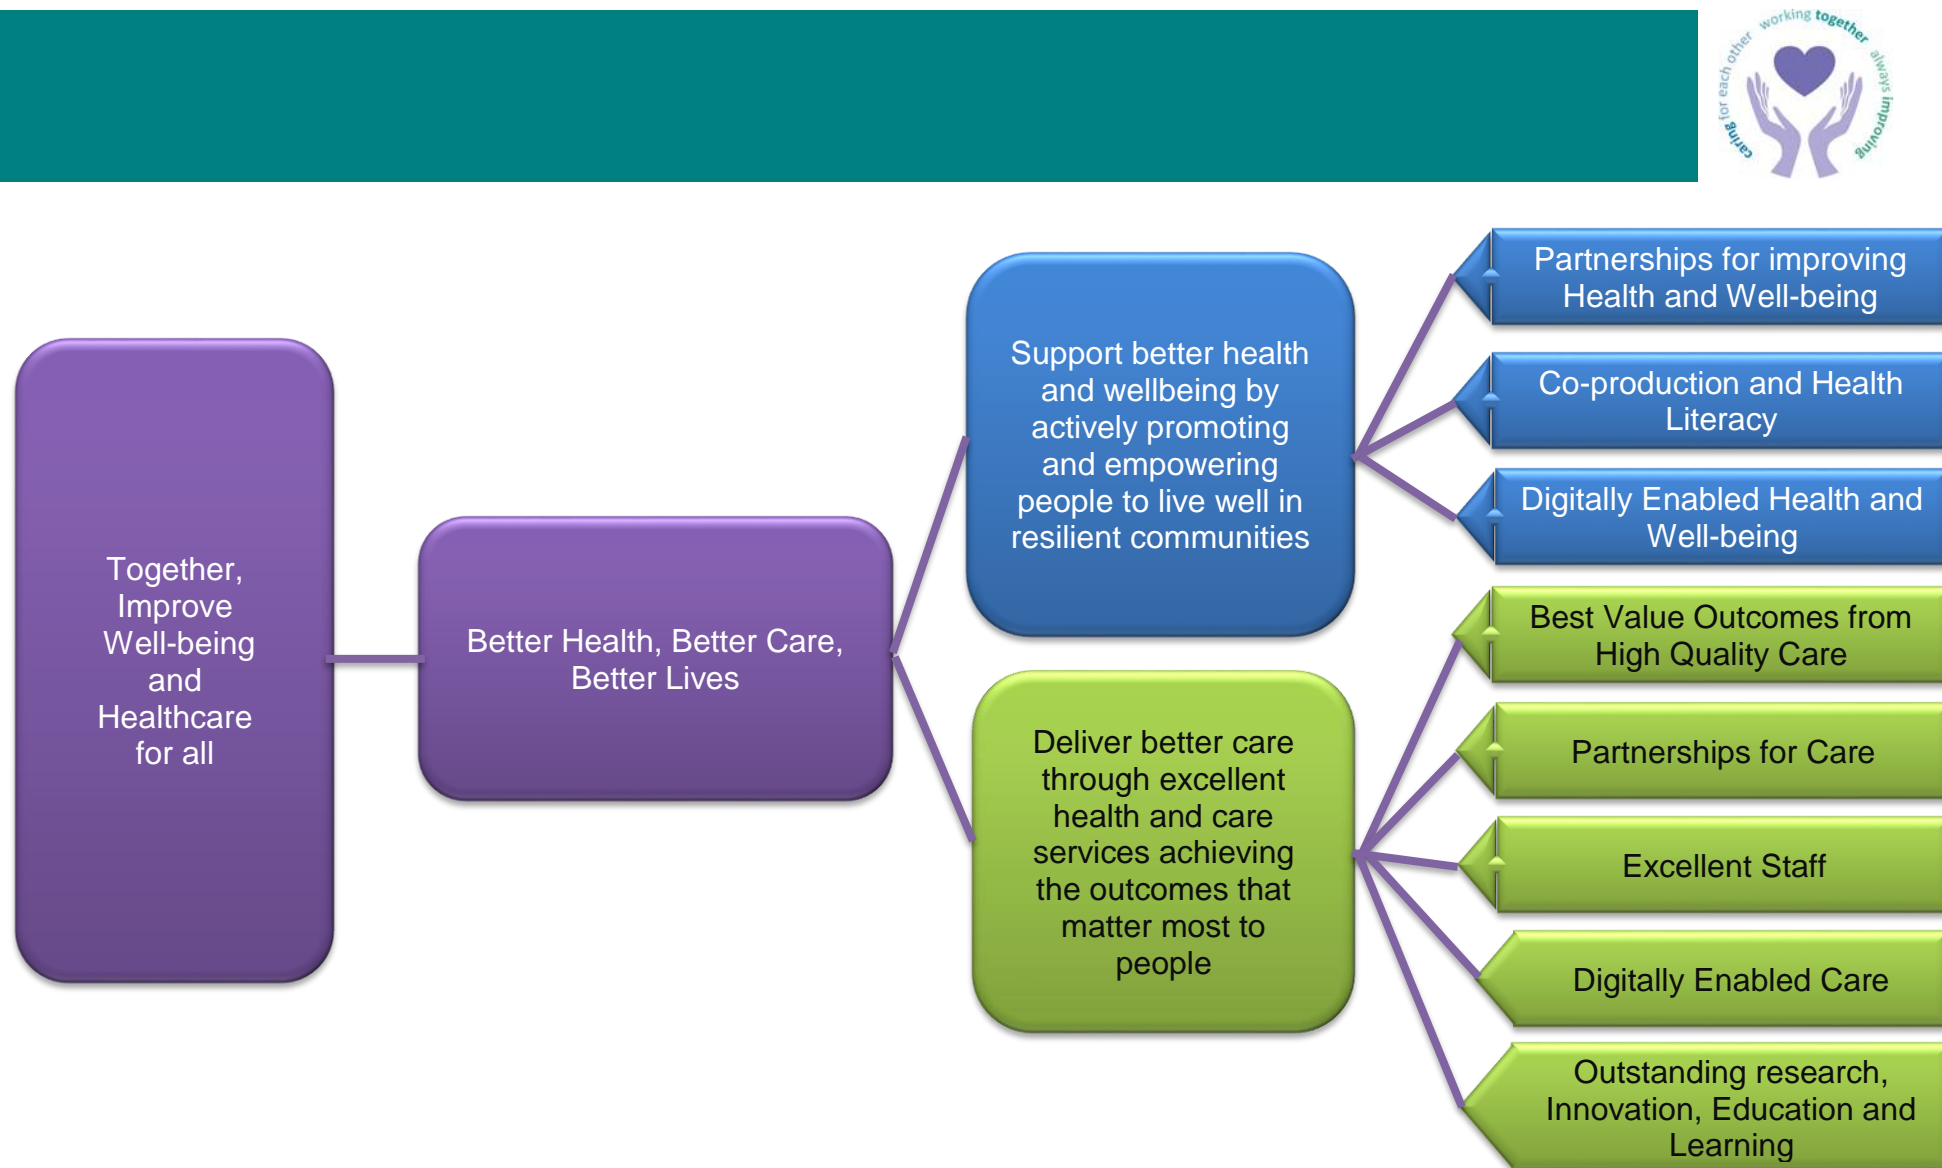 caring for each other working together always improving
Together,
Improve
Well-being
and
Healthcare
for all
Better Health, Better Care,
Better Lives
Support better health
and wellbeing by
actively promoting
and empowering
people to live well in
resilient communities
Deliver better care
through excellent
health and care
services achieving
the outcomes that
matter most to
people
Partnerships for improving
Health and Well-being
Co-production and Health
Literacy
Digitally Enabled Health and
Well-being
Best Value Outcomes from
High Quality Care
Partnerships for Care
Excellent Staff
Digitally Enabled Care
Outstanding research,
Innovation, Education and
Learning